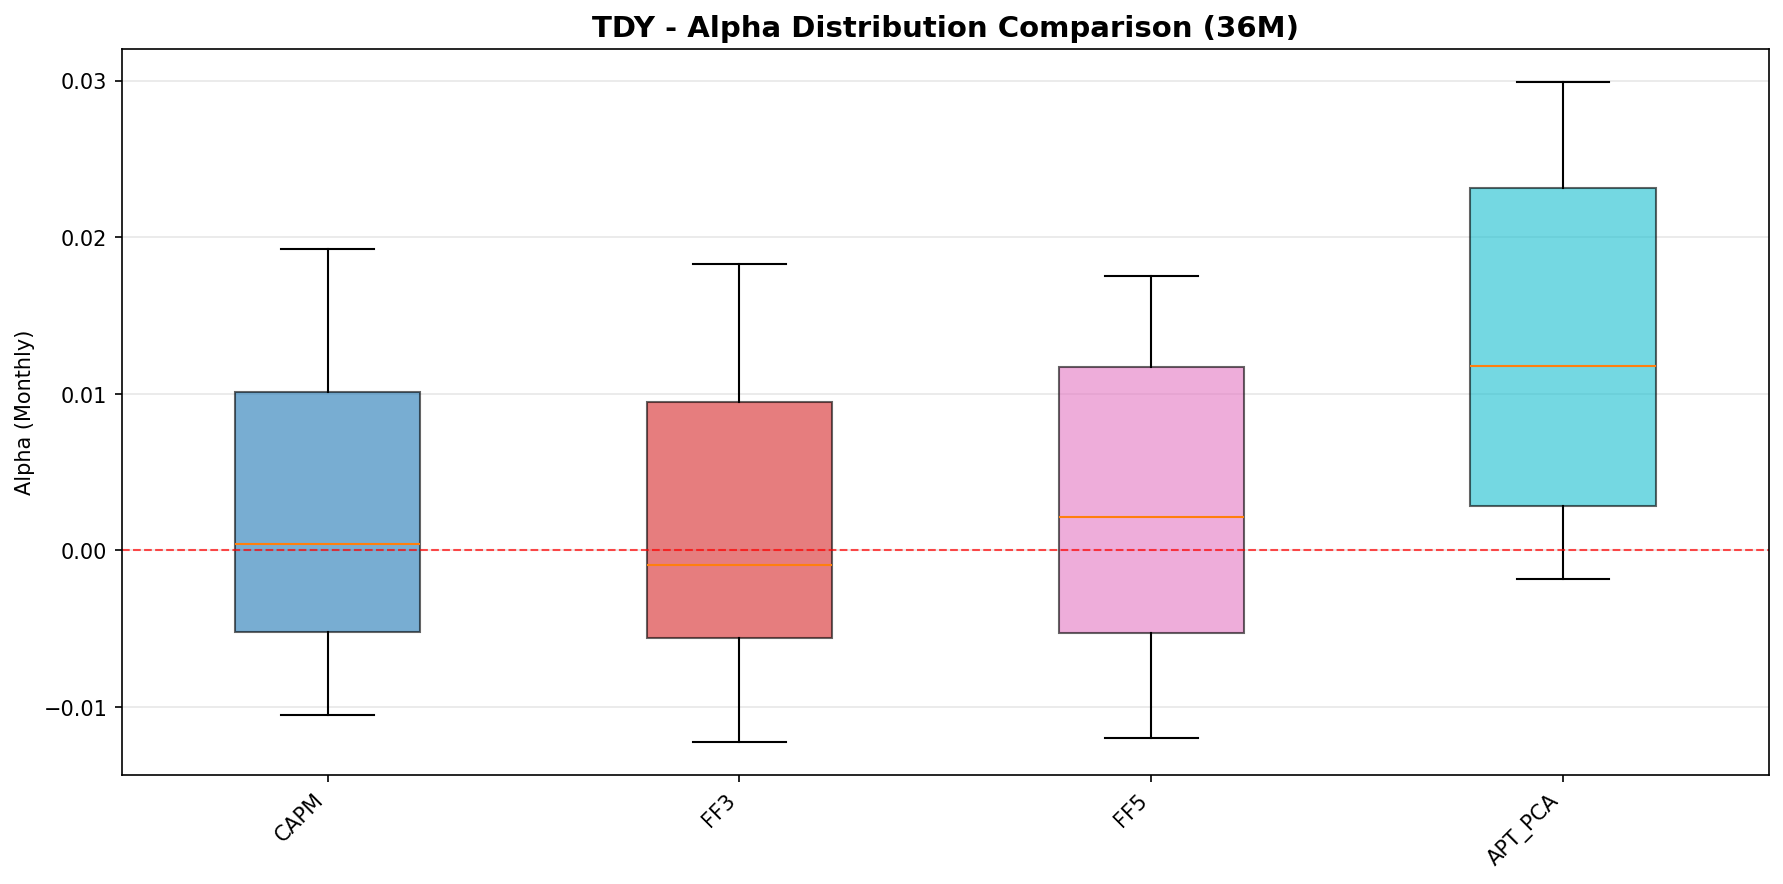 TDY - Alpha Distribution Comparison (36M)
Alpha (Monthly)
0.03
0.02
0.01
0.00
−0.01
CAPM
FF3
FF5
APT_PCA